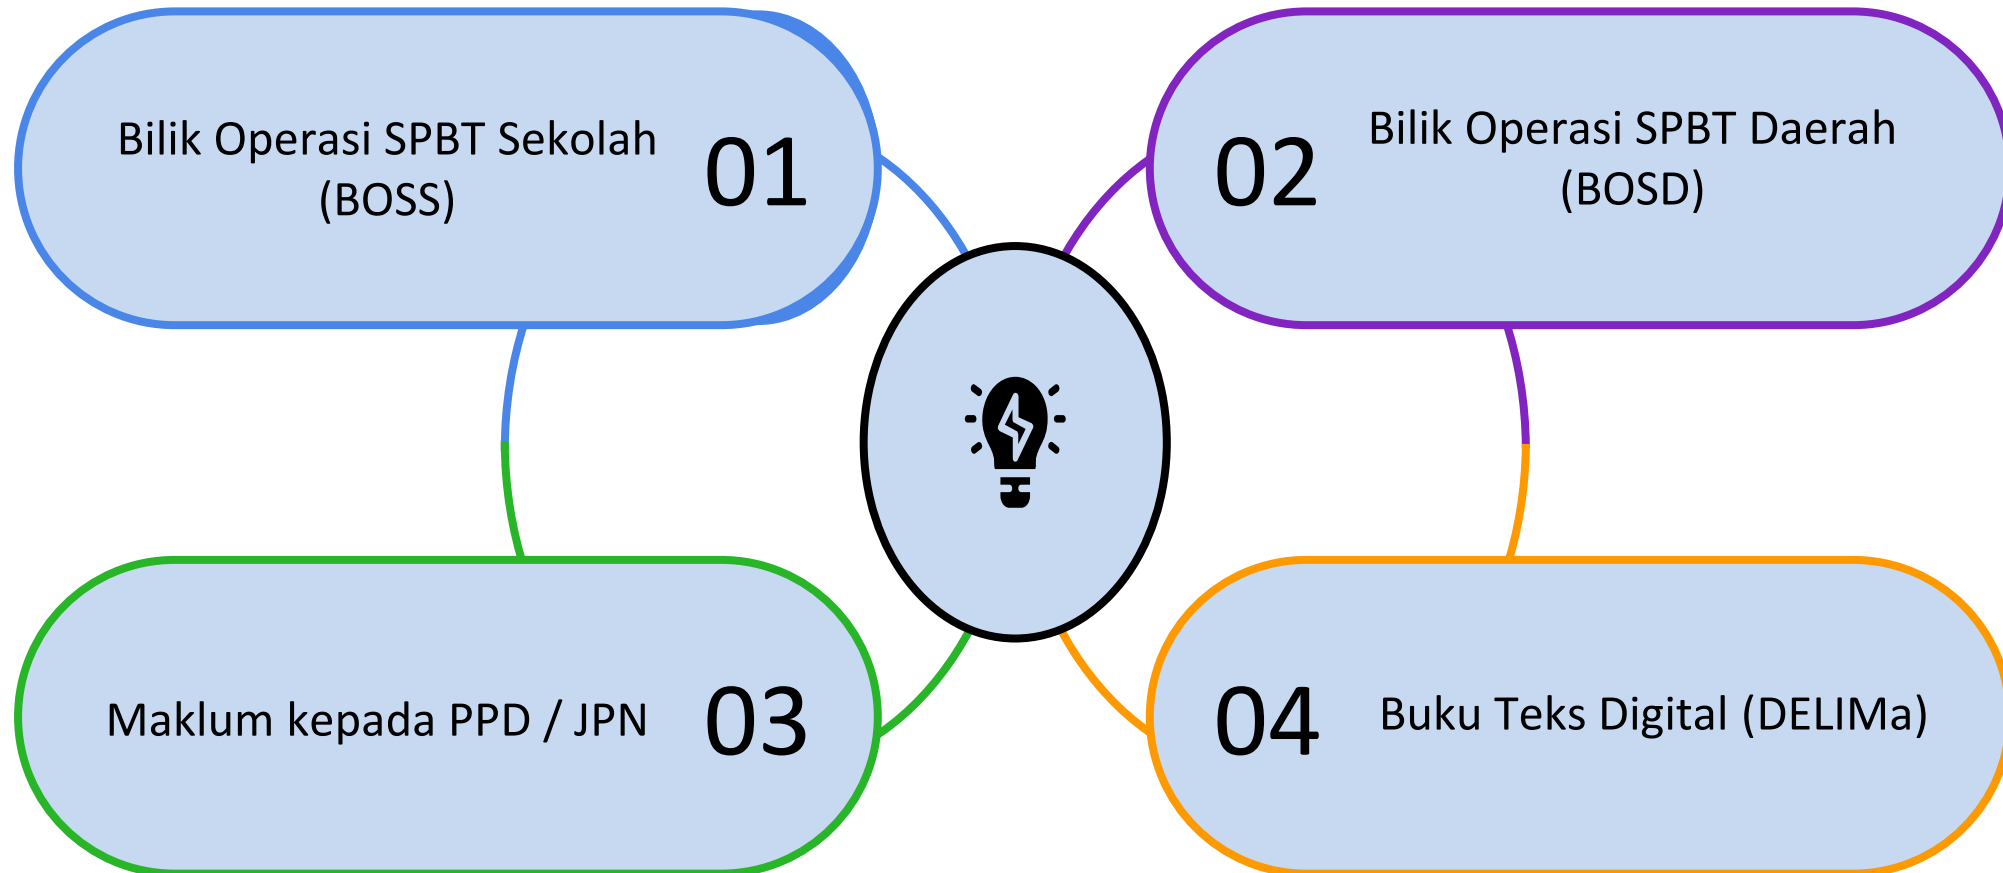 Bilik Operasi SPBT Sekolah
(BOSS)
01
02
Bilik Operasi SPBT Daerah
(BOSD)
Maklum kepada PPD / JPN
03
04
Buku Teks Digital (DELIMa)